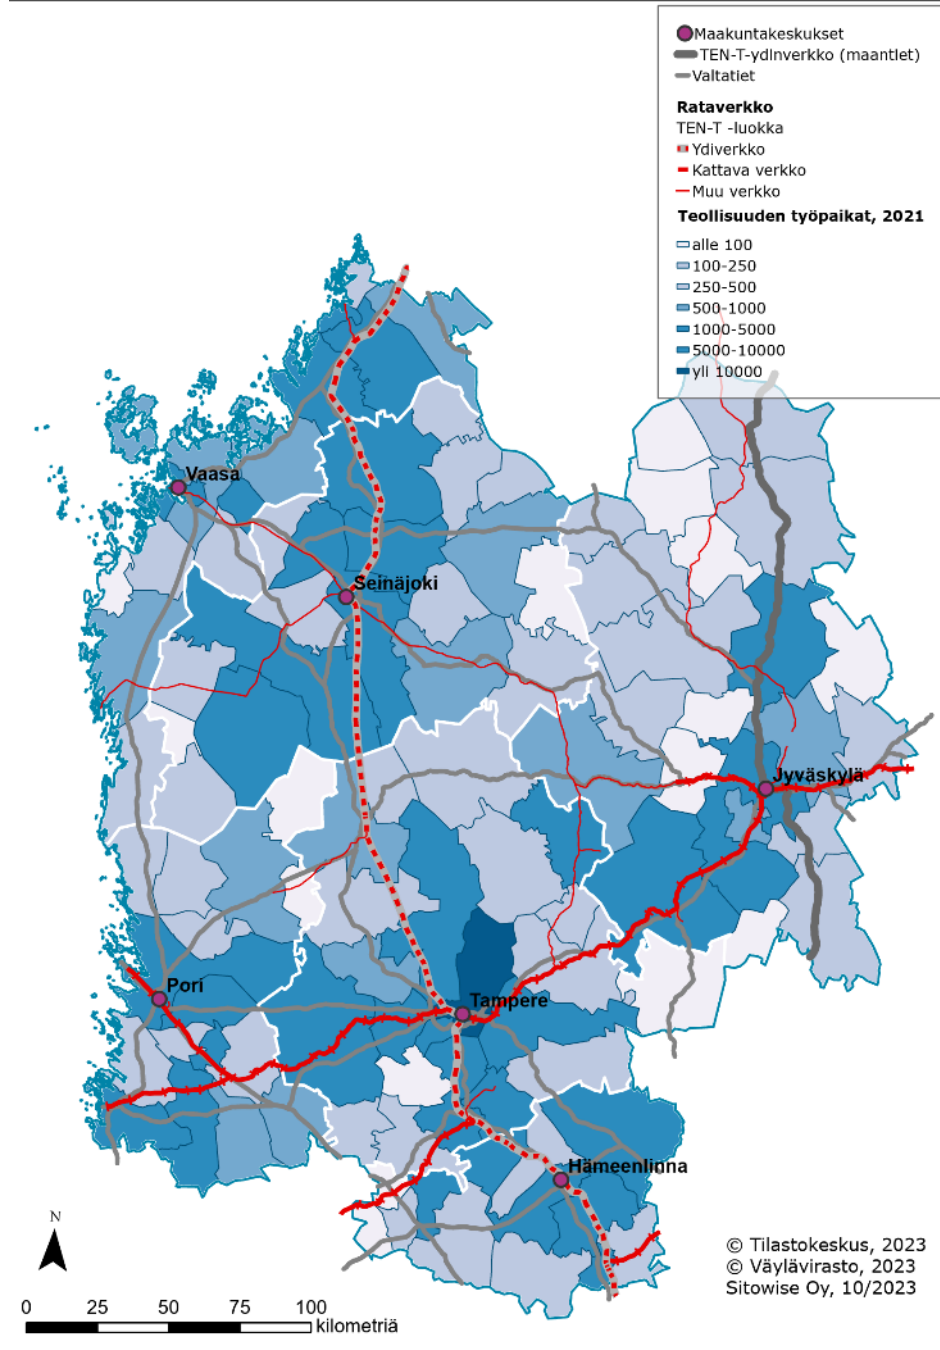 Maakuntakeskukset
TEN-T-ydinverkko (maantiet)
Valtatiet
Rataverkko
TEN-T -luokka
Ydiverkko
Kattava verkko
Muu verkko
Teollisuuden työpaikat, 2021
alle 100
100-250
250-500
500-1000
1000-5000
5000-10000
yli 10000
Vaasa
Seinäjoki
Jyväskylä
Pori
Tampere
Hämeenlinna
N
0 25 50 75 100
kilometriä
© Tilastokeskus, 2023
© Väylävirasto, 2023
Sitowise Oy, 10/2023